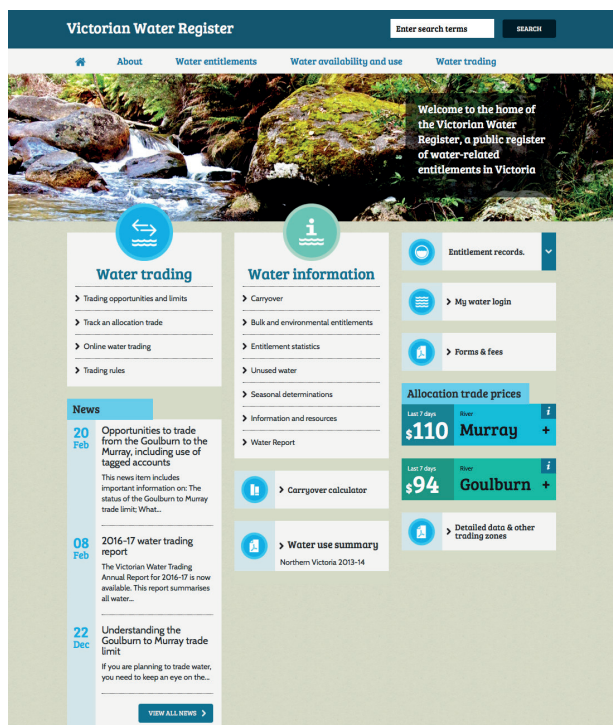 Victorian Water Register
Enter search terms
SEARCH
About
Water entitlements
Water availability and use
Water trading
Welcome to the home of
the Victorian Water
Register, a public register
of water-related
entitlements in Victoria
Water trading
Trading opportunities and limits
Track an allocation trade
Online water trading
Trading rules
News
20
Feb
Opportunities to trade
from the Goulburn to the
Murray, including use of
tagged accounts
This news item includes
important information on: The
status of the Goulburn to Murray
trade limit; What...
08
Feb
2016-17 water trading
report
The Victorian Water Trading
Annual Report for 2016-17 is now
available. This report summarises
all water...
22
Dec
Understanding the
Goulburn to Murray trade
limit
If you are planning to trade water,
you need to keep an eye on the...
VIEW ALL NEWS
i
Water information
Carryover
Bulk and environmental entitlements
Entitlement statistics
Unused water
Seasonal determinations
Information and resources
Water Report
Carryover calculator
Water use summary
Northern Victoria 2013-14
Entitlement records.
My water login
Forms & fees
Allocation trade prices
Last 7 days
$110
River
Murray
i
+
Last 7 days
$94
River
Goulburn
i
+
Detailed data & other
trading zones